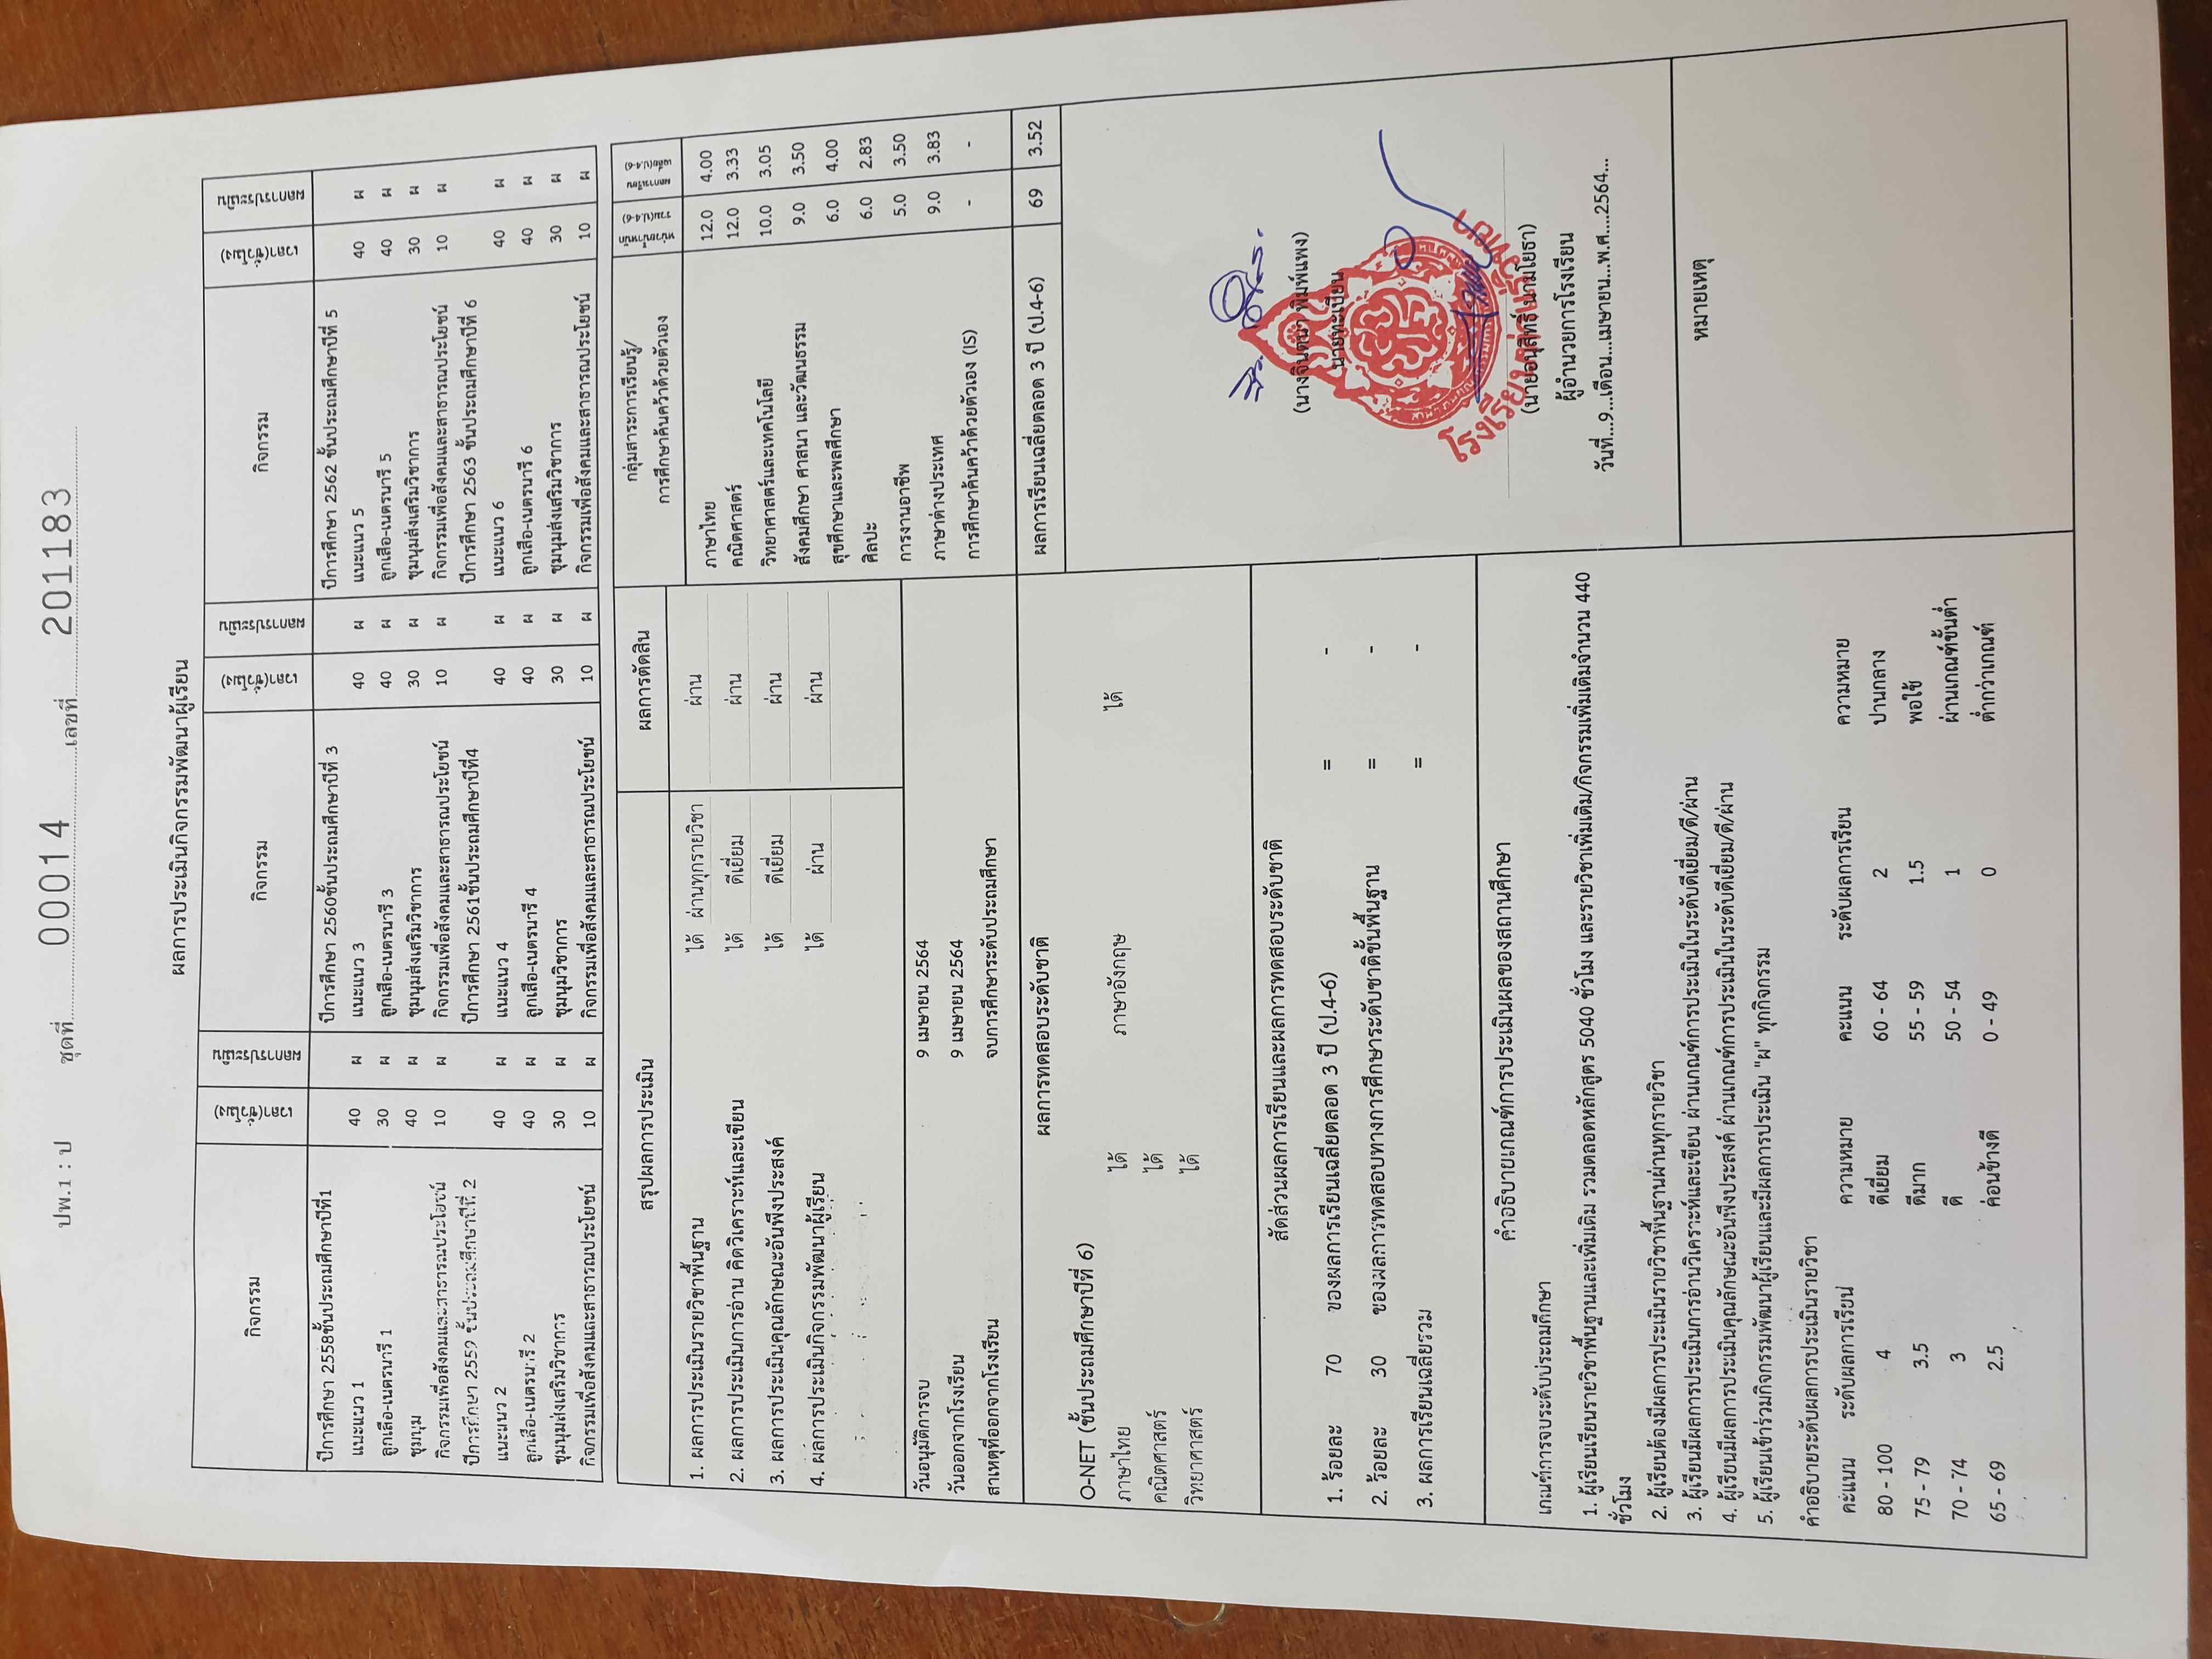 ปพ.1 : ป ชุดที่ 00014 เลขที่ 2011183
ผลการประเมินกิจกรรมพัฒนาผู้เรียน
กิจกรรม เวลา(ชั่วโมง) ผลการประเมิน กิจกรรม เวลา(ชั่วโมง) ผลการประเมิน กิจกรรม เวลา(ชั่วโมง) ผลการประเมิน
ปีการศึกษา 2558ชั้นประถมศึกษาปีที่1 ปีการศึกษา 2560ชั้นประถมศึกษาปีที่ 3 ปีการศึกษา 2562 ชั้นประถมศึกษาปีที่ 5
แนะแนว 1 40 ผ แนะแนว 3 40 ผ แนะแนว 5 40 ผ
ลูกเสือ-เนตรนารี 1 30 ผ ลูกเสือ-เนตรนารี 3 40 ผ ลูกเสือ-เนตรนารี 5 40 ผ
ชุมนุม 40 ผ ชุมนุมส่งเสริมวิชาการ 30 ผ ชุมนุมส่งเสริมวิชาการ 30 ผ
กิจกรรมเพื่อสังคมและสาธารณประโยชน์ 10 ผ กิจกรรมเพื่อสังคมและสาธารณประโยชน์ 10 ผ กิจกรรมเพื่อสังคมและสาธารณประโยชน์ 10 ผ
ปีการศึกษา 2559 ชั้นประถมศึกษาปีที่ 2 ปีการศึกษา 2561ชั้นประถมศึกษาปีที่4 ปีการศึกษา 2563 ชั้นประถมศึกษาปีที่ 6
แนะแนว 2 40 ผ แนะแนว 4 40 ผ แนะแนว 6 40 ผ
ลูกเสือ-เนตรนารี 2 40 ผ ลูกเสือ-เนตรนารี 4 40 ผ ลูกเสือ-เนตรนารี 6 40 ผ
ชุมนุมส่งเสริมวิชาการ 30 ผ ชุมนุมวิชาการ 30 ผ ชุมนุมส่งเสริมวิชาการ 30 ผ
กิจกรรมเพื่อสังคมและสาธารณประโยชน์ 10 ผ กิจกรรมเพื่อสังคมและสาธารณประโยชน์ 10 ผ กิจกรรมเพื่อสังคมและสาธารณประโยชน์ 10 ผ
สรุปผลการประเมิน ผลการตัดสิน
1. ผลการประเมินรายวิชาพื้นฐาน ได้ ผ่านทุกรายวิชา ผ่าน
2. ผลการประเมินการอ่าน คิดวิเคราะห์และเขียน ได้ ดีเยี่ยม ผ่าน
3. ผลการประเมินคุณลักษณะอันพึงประสงค์ ได้ ดีเยี่ยม ผ่าน
4. ผลการประเมินกิจกรรมพัฒนาผู้เรียน ได้ ผ่าน ผ่าน
วันอนุมัติการจบ 9 เมษายน 2564
วันออกจากโรงเรียน 9 เมษายน 2564
สาเหตุที่ออกจากโรงเรียน จบการศึกษาระดับประถมศึกษา
ผลการทดสอบระดับชาติ
O-NET (ชั้นประถมศึกษาปีที่ 6)
ภาษาไทย ได้ ภาษาอังกฤษ ได้
คณิตศาสตร์ ได้
วิทยาศาสตร์ ได้
สัดส่วนผลการเรียนและผลการทดสอบระดับชาติ
1. ร้อยละ 70 ของผลการเรียนเฉลี่ยตลอด 3 ปี (ป.4-6) = -
2. ร้อยละ 30 ของผลการทดสอบทางการศึกษาระดับชาติขั้นพื้นฐาน = -
3. ผลการเรียนเฉลี่ยรวม = -
คำอธิบายเกณฑ์การประเมินผลของสถานศึกษา
เกณฑ์การจบระดับประถมศึกษา
1. ผู้เรียนเรียนรายวิชาพื้นฐานและเพิ่มเติม รวมตลอดหลักสูตร 5040 ชั่วโมง และรายวิชาเพิ่มเติม/กิจกรรมเพิ่มเติมจำนวน 440
ชั่วโมง
2. ผู้เรียนต้องมีผลการประเมินรายวิชาพื้นฐานผ่านทุกรายวิชา
3. ผู้เรียนมีผลการประเมินการอ่านวิเคราะห์และเขียน ผ่านเกณฑ์การประเมินในระดับดีเยี่ยม/ดี/ผ่าน
4. ผู้เรียนมีผลการประเมินคุณลักษณะอันพึงประสงค์ ผ่านเกณฑ์การประเมินในระดับดีเยี่ยม/ดี/ผ่าน
5. ผู้เรียนเข้าร่วมกิจกรรมพัฒนาผู้เรียนและมีผลการประเมิน "ผ" ทุกกิจกรรม
คำอธิบายระดับผลการประเมินรายวิชา
คะแนน ระดับผลการเรียน ความหมาย คะแนน ระดับผลการเรียน ความหมาย
80 - 100 4 ดีเยี่ยม 60 - 64 2 ปานกลาง
75 - 79 3.5 ดีมาก 55 - 59 1.5 พอใช้
70 - 74 3 ดี 50 - 54 1 ผ่านเกณฑ์ขั้นต่ำ
65 - 69 2.5 ค่อนข้างดี 0 - 49 0 ต่ำกว่าเกณฑ์
กลุ่มสาระการเรียนรู้/
การศึกษาค้นคว้าด้วยตัวเอง
หน่วยน้ำหนัก
รวม(ป.4-6)
ผลการเรียน
เฉลี่ย(ป.4-6)
ภาษาไทย 12.0 4.00
คณิตศาสตร์ 12.0 3.33
วิทยาศาสตร์และเทคโนโลยี 10.0 3.05
สังคมศึกษา ศาสนา และวัฒนธรรม 9.0 3.50
สุขศึกษาและพลศึกษา 6.0 4.00
ศิลปะ 6.0 2.83
การงานอาชีพ 5.0 3.50
ภาษาต่างประเทศ 9.0 3.83
การศึกษาค้นคว้าด้วยตัวเอง (IS) - -
ผลการเรียนเฉลี่ยตลอด 3 ปี (ป.4-6) 69 3.52
(นางจินตนา พิมพ์แพง)
นายทะเบียน
(นายอนุสิทธิ์ นามโยธา)
ผู้อำนวยการโรงเรียน
วันที่...9...เดือน...เมษายน...พ.ศ....2564...
หมายเหตุ